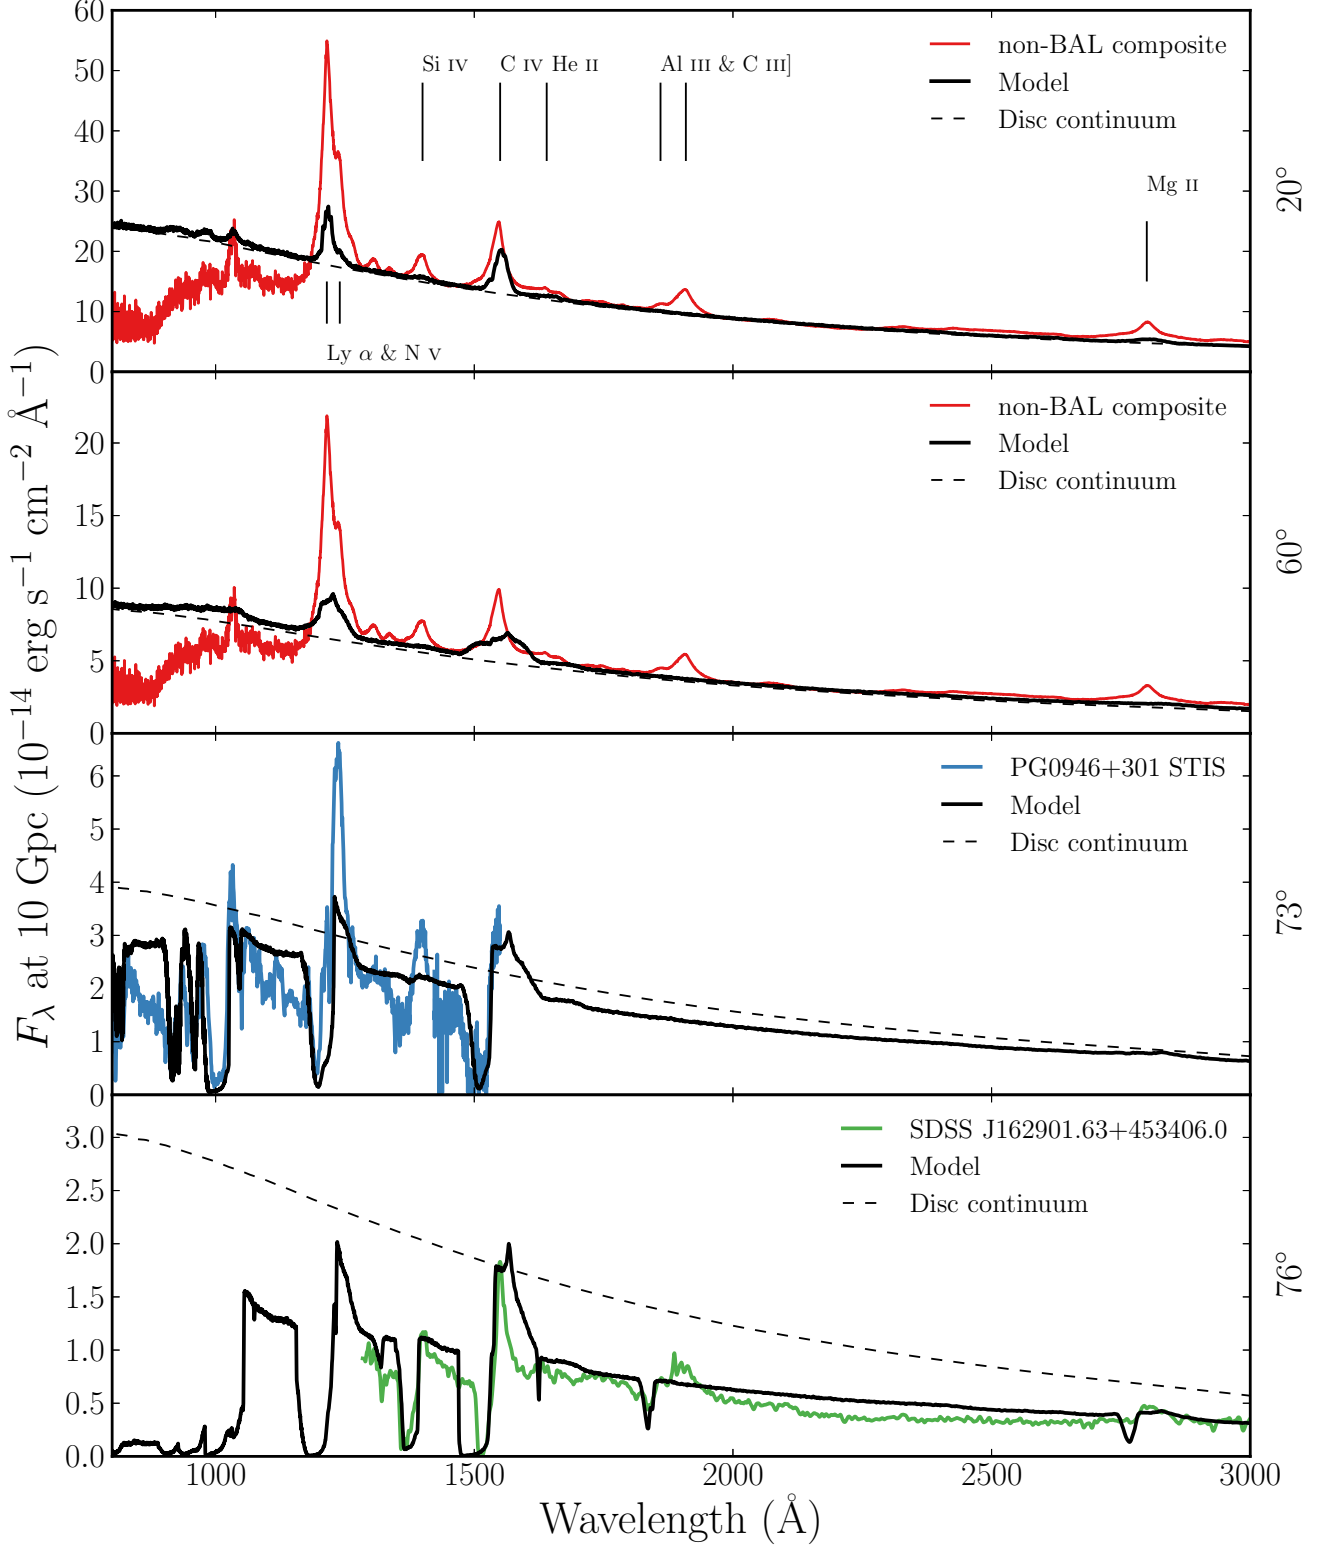 60
50
40
30
20
10
0
Si IV
C IV He II
Al III & C III]
Mg II
Ly α & N V
non-BAL composite
Model
Disc continuum
20°
20
15
10
5
0
non-BAL composite
Model
Disc continuum
60°
6
5
4
3
2
1
0
PG0946+301 STIS
Model
Disc continuum
73°
3.0
2.5
2.0
1.5
1.0
0.5
0.0
SDSS J162901.63+453406.0
Model
Disc continuum
76°
1000
1500
2000
2500
3000
Wavelength (Å)
F_λ at 10 Gpc (10⁻¹⁴ erg s⁻¹ cm⁻² Å⁻¹)